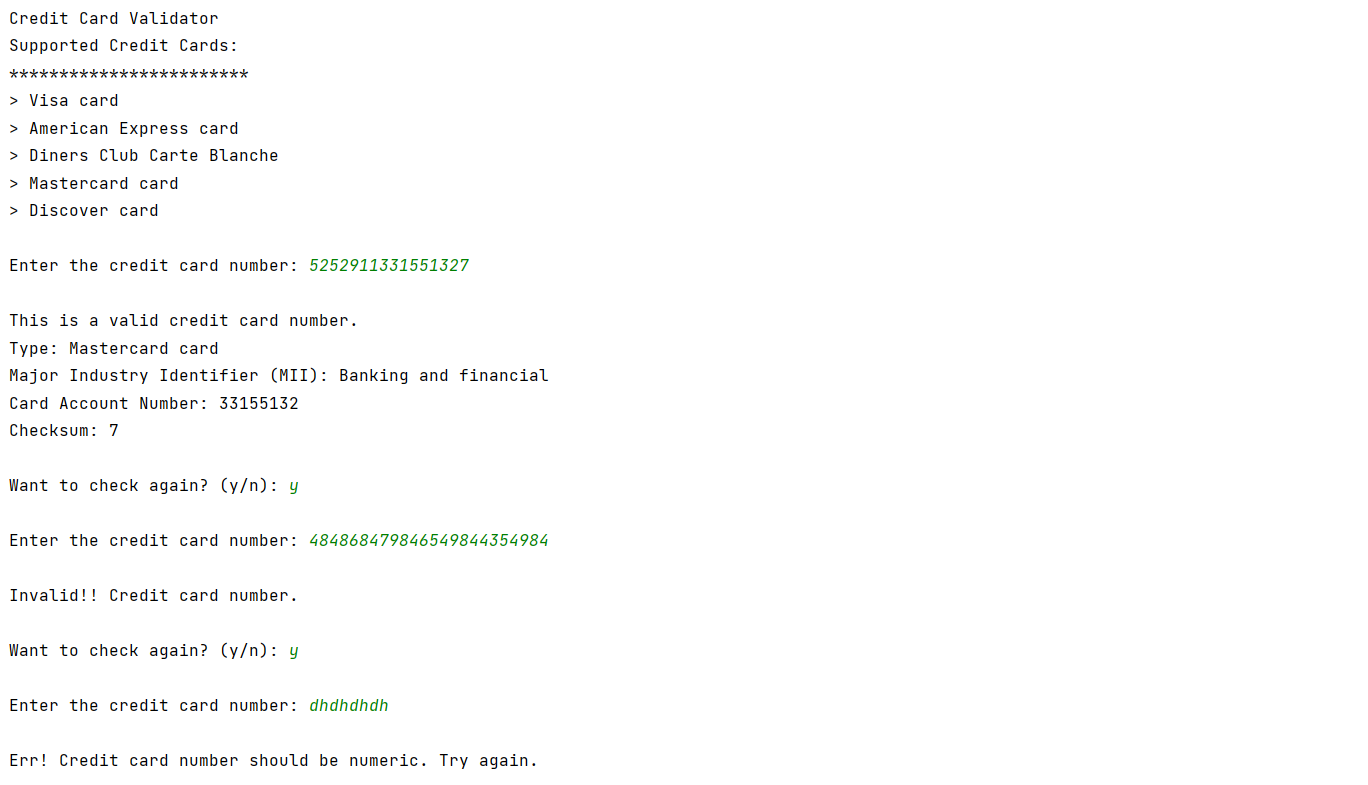 Credit Card Validator
Supported Credit Cards:
************************
> Visa card
> American Express card
> Diners Club Carte Blanche
> Mastercard card
> Discover card
Enter the credit card number: 5252911331551327
This is a valid credit card number.
Type: Mastercard card
Major Industry Identifier (MII): Banking and financial
Card Account Number: 33155132
Checksum: 7
Want to check again? (y/n): y
Enter the credit card number: 484868479846549844354984
Invalid!! Credit card number.
Want to check again? (y/n): y
Enter the credit card number: dhdhdhdh
Err! Credit card number should be numeric. Try again.